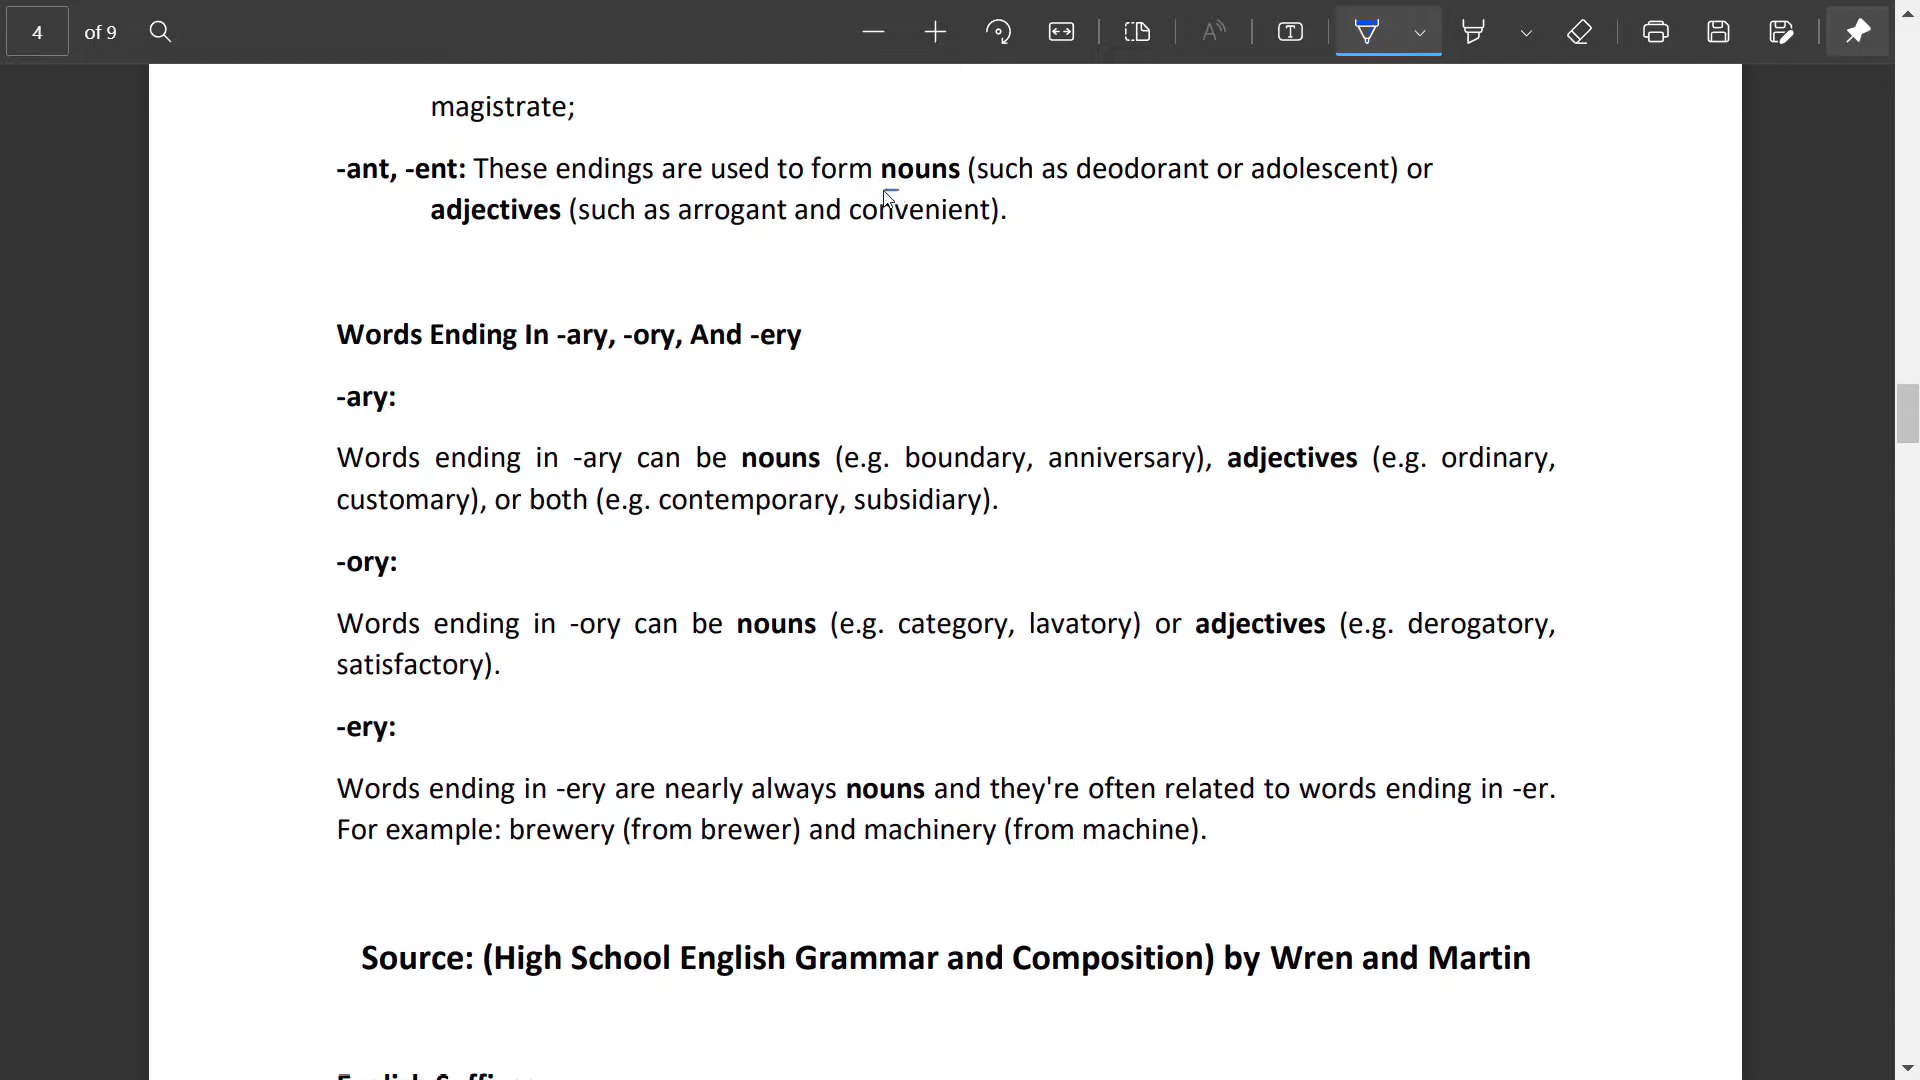 4 of 9
magistrate;
-ant, -ent: These endings are used to form nouns (such as deodorant or adolescent) or
adjectives (such as arrogant and convenient).
Words Ending In -ary, -ory, And -ery
-ary:
Words ending in -ary can be nouns (e.g. boundary, anniversary), adjectives (e.g. ordinary,
customary), or both (e.g. contemporary, subsidiary).
-ory:
Words ending in -ory can be nouns (e.g. category, lavatory) or adjectives (e.g. derogatory,
satisfactory).
-ery:
Words ending in -ery are nearly always nouns and they're often related to words ending in -er.
For example: brewery (from brewer) and machinery (from machine).
Source: (High School English Grammar and Composition) by Wren and Martin